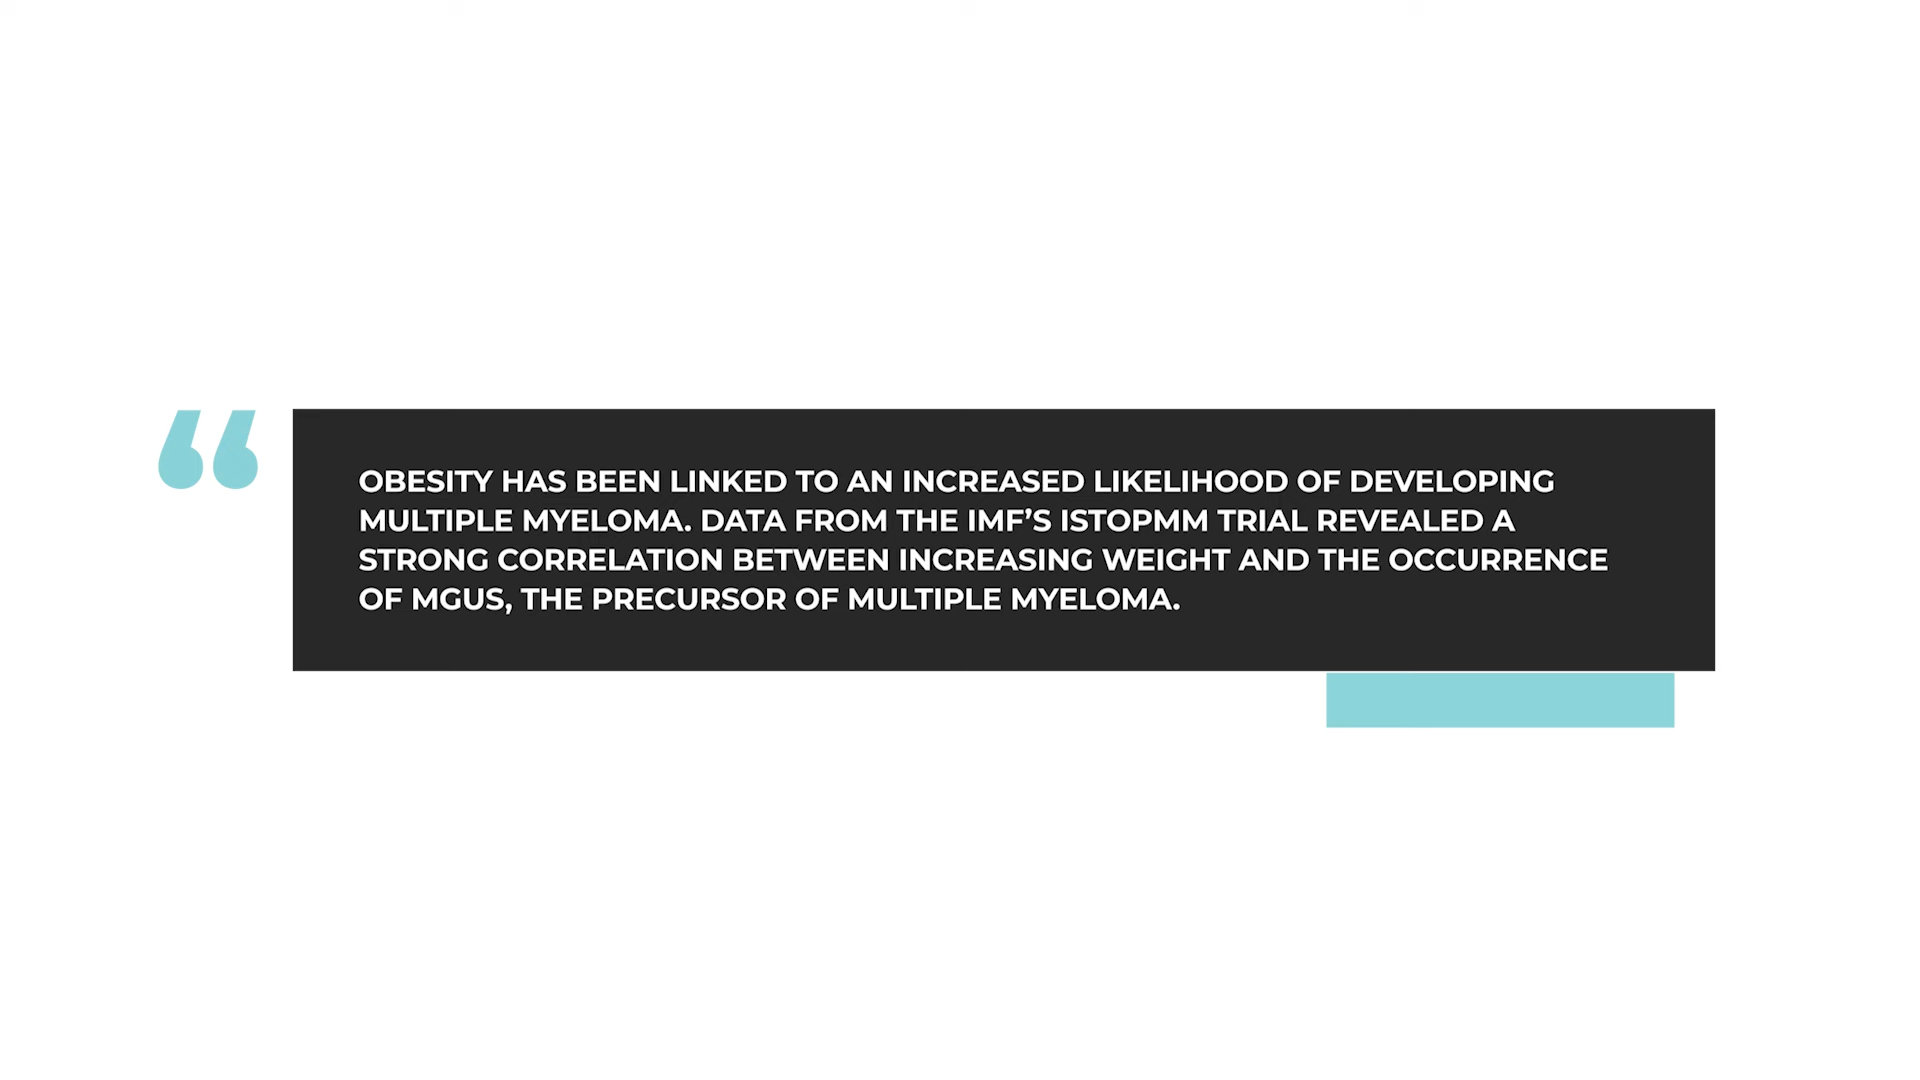 “
OBESITY HAS BEEN LINKED TO AN INCREASED LIKELIHOOD OF DEVELOPING
MULTIPLE MYELOMA. DATA FROM THE IMF’S ISTOPMM TRIAL REVEALED A
STRONG CORRELATION BETWEEN INCREASING WEIGHT AND THE OCCURRENCE
OF MGUS, THE PRECURSOR OF MULTIPLE MYELOMA.